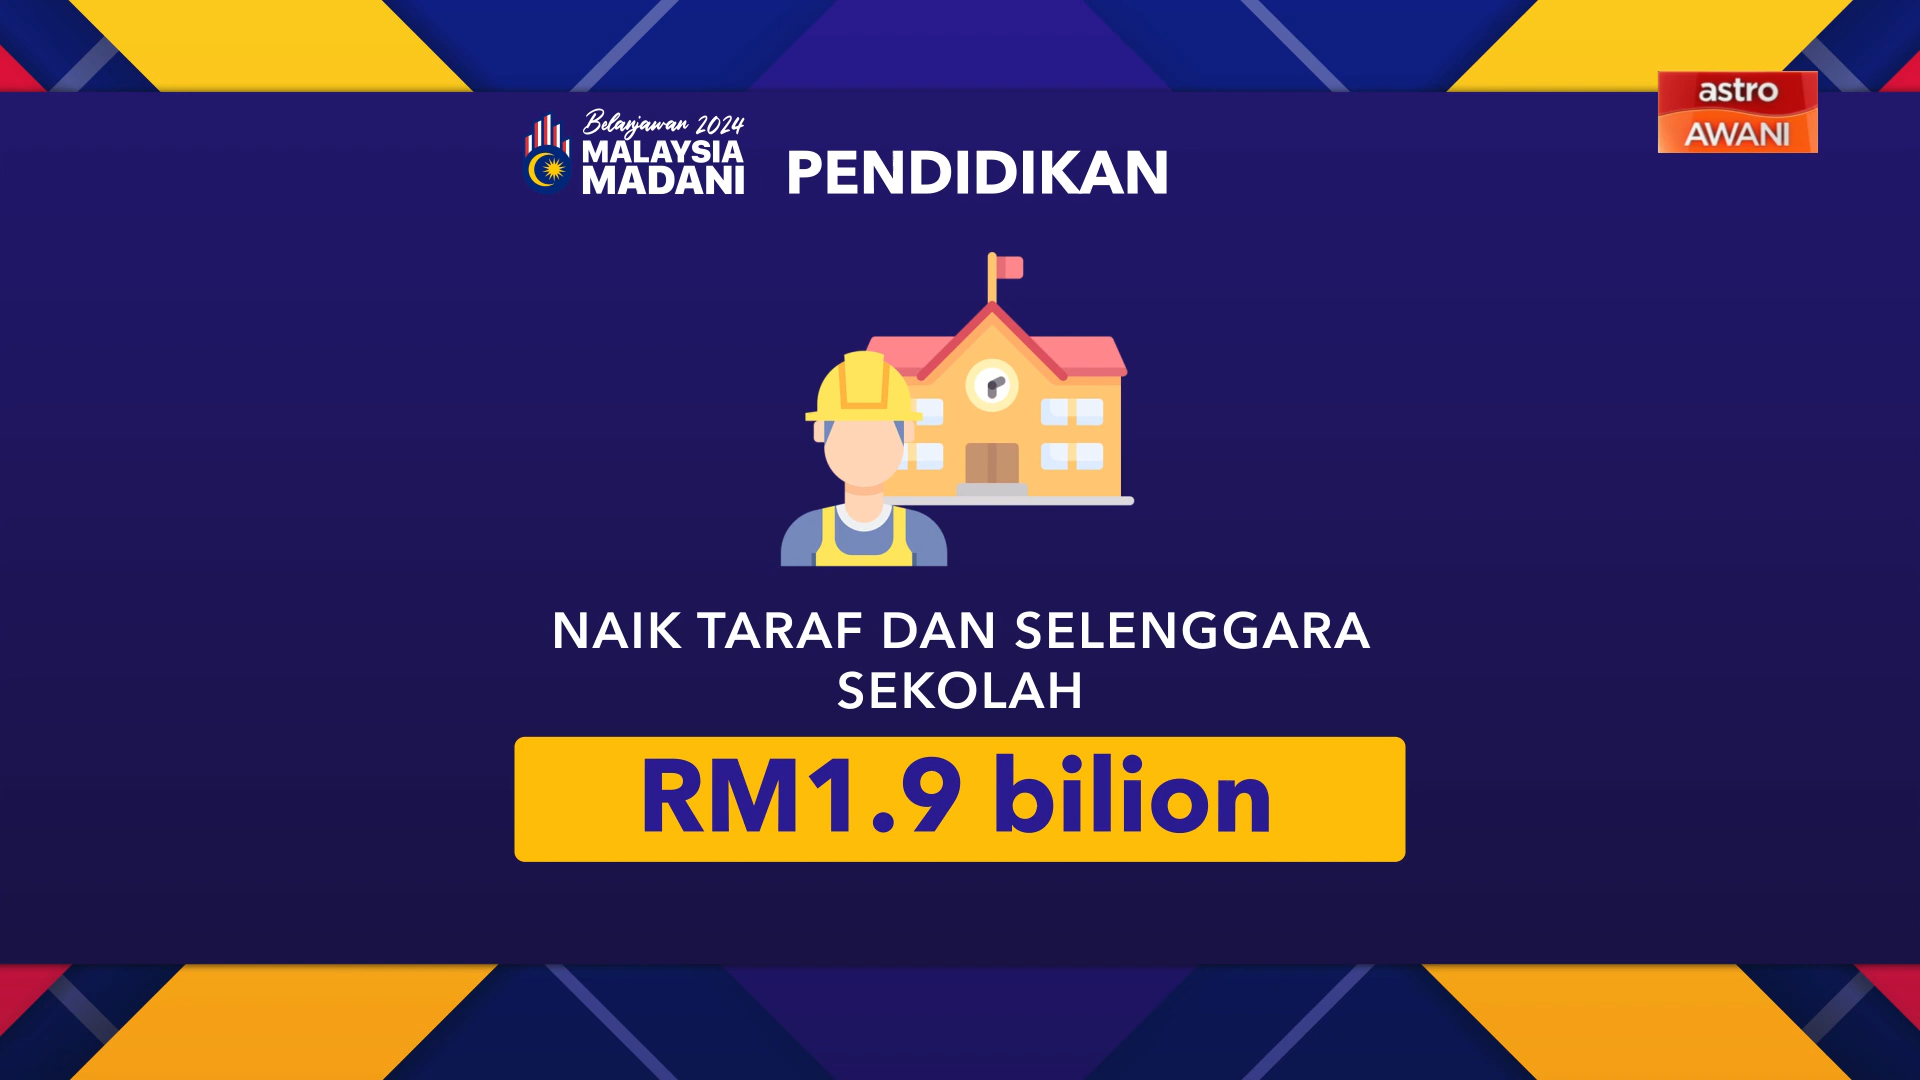 astro
AWANI
Belanjawan 2024
MALAYSIA
MADANI
PENDIDIKAN
NAIK TARAF DAN SELENGGARA
SEKOLAH
RM1.9 bilion